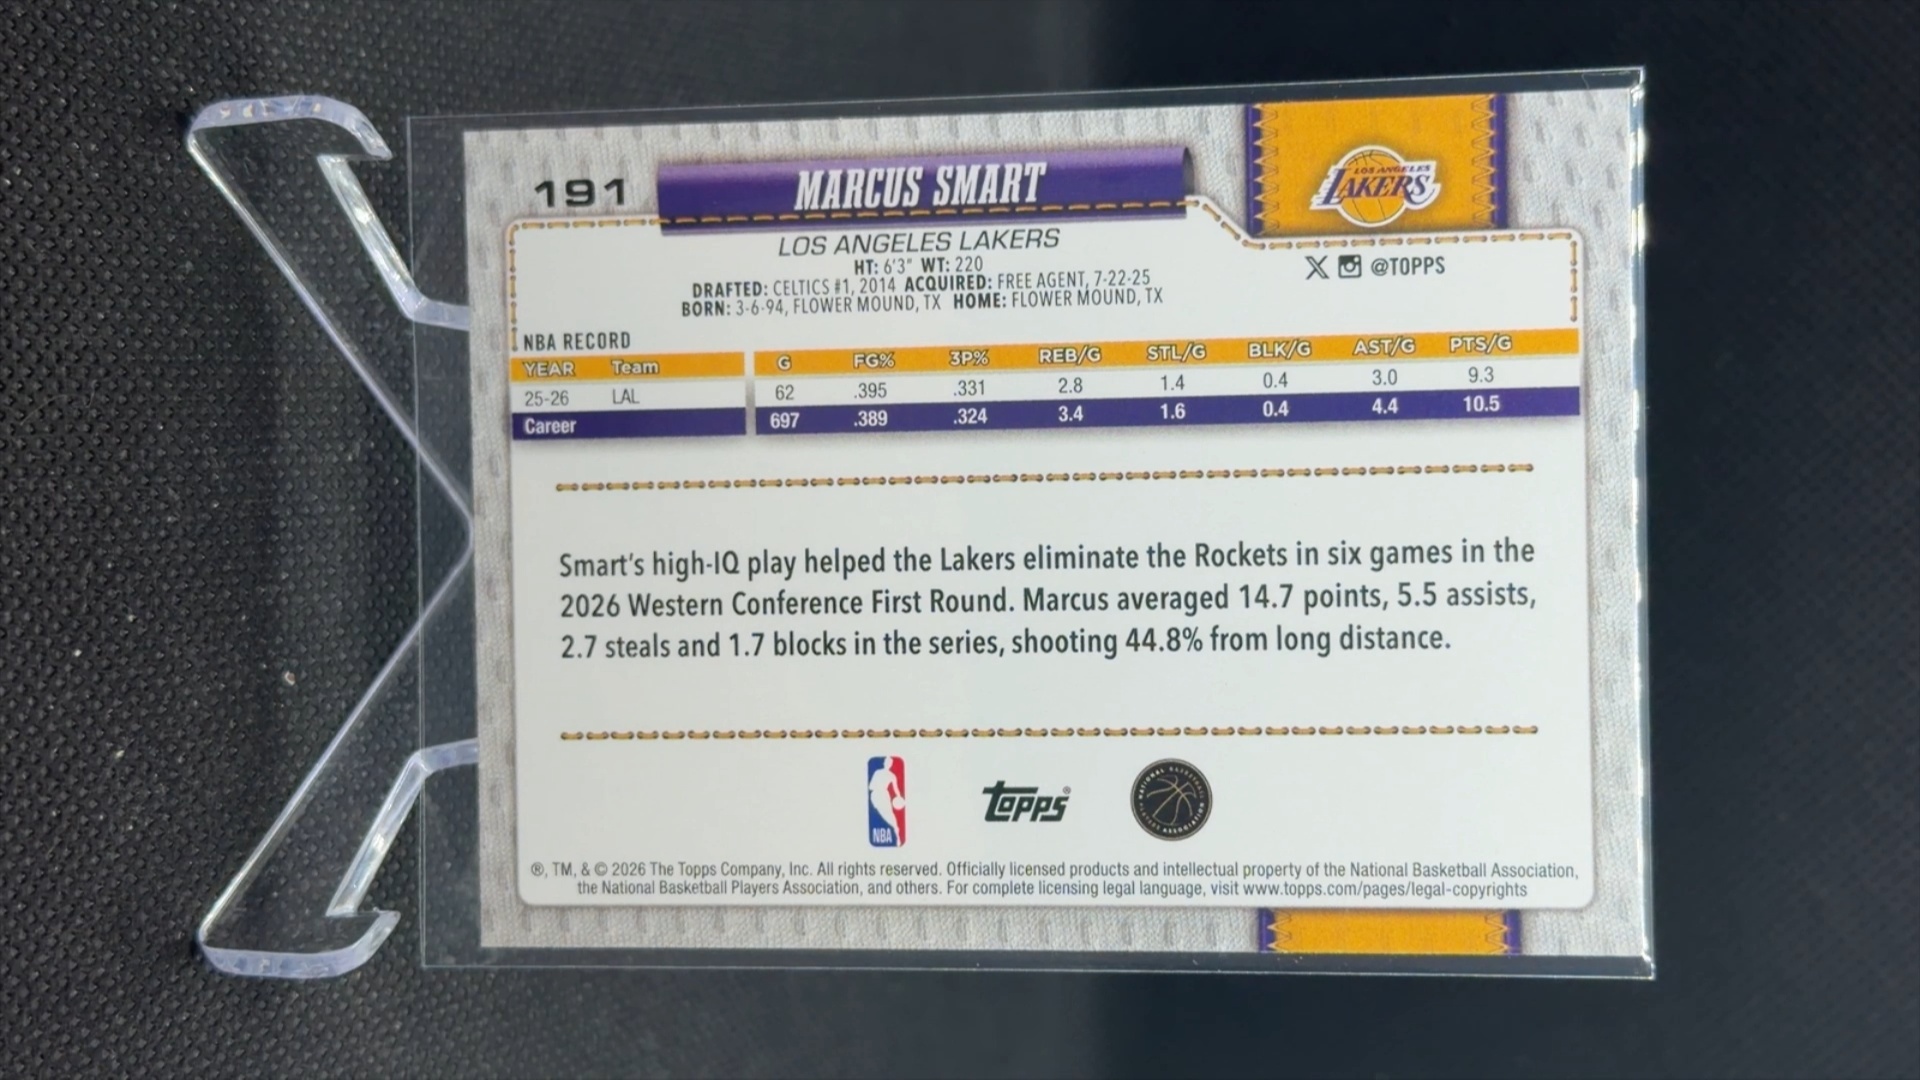 191
MARCUS SMART
LOS ANGELES LAKERS
LOS ANGELES LAKERS
HT: 6'3" WT: 220
DRAFTED: CELTICS #1, 2014 ACQUIRED: FREE AGENT, 7-22-25
BORN: 3-6-94, FLOWER MOUND, TX HOME: FLOWER MOUND, TX
@TOPPS
NBA RECORD
YEAR Team G FG% 3P% REB/G STL/G BLK/G AST/G PTS/G
25-26 LAL 62 .395 .331 2.8 1.4 0.4 3.0 9.3
Career 697 .389 .324 3.4 1.6 0.4 4.4 10.5
Smart's high-IQ play helped the Lakers eliminate the Rockets in six games in the
2026 Western Conference First Round. Marcus averaged 14.7 points, 5.5 assists,
2.7 steals and 1.7 blocks in the series, shooting 44.8% from long distance.
NBA
Topps®
NATIONAL BASKETBALL PLAYERS ASSOCIATION
®, TM, & © 2026 The Topps Company, Inc. All rights reserved. Officially licensed products and intellectual property of the National Basketball Association,
the National Basketball Players Association, and others. For complete licensing legal language, visit www.topps.com/pages/legal-copyrights